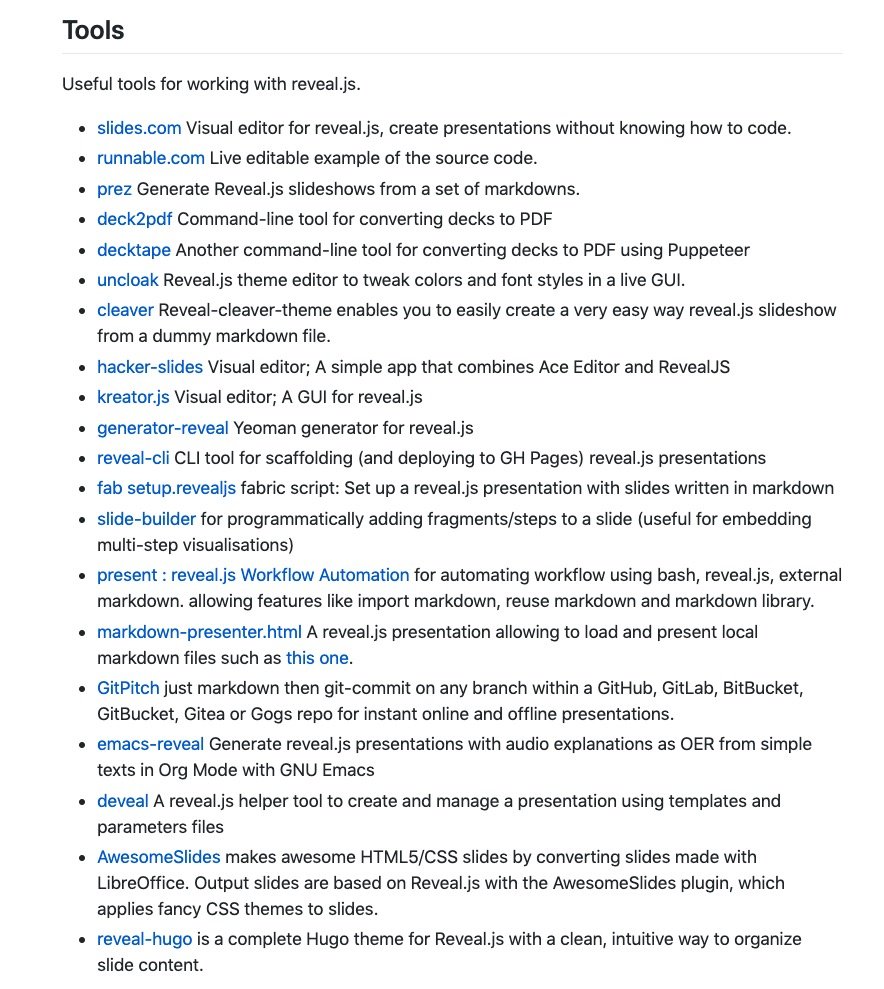 Tools
Useful tools for working with reveal.js.
slides.com Visual editor for reveal.js, create presentations without knowing how to code.
runnable.com Live editable example of the source code.
prez Generate Reveal.js slideshows from a set of markdowns.
deck2pdf Command-line tool for converting decks to PDF
decktape Another command-line tool for converting decks to PDF using Puppeteer
uncloak Reveal.js theme editor to tweak colors and font styles in a live GUI.
cleaver Reveal-cleaver-theme enables you to easily create a very easy way reveal.js slideshow
from a dummy markdown file.
hacker-slides Visual editor; A simple app that combines Ace Editor and RevealJS
kreator.js Visual editor; A GUI for reveal.js
generator-reveal Yeoman generator for reveal.js
reveal-cli CLI tool for scaffolding (and deploying to GH Pages) reveal.js presentations
fab setup.revealjs fabric script: Set up a reveal.js presentation with slides written in markdown
slide-builder for programmatically adding fragments/steps to a slide (useful for embedding
multi-step visualisations)
present : reveal.js Workflow Automation for automating workflow using bash, reveal.js, external
markdown. allowing features like import markdown, reuse markdown and markdown library.
markdown-presenter.html A reveal.js presentation allowing to load and present local
markdown files such as this one.
GitPitch just markdown then git-commit on any branch within a GitHub, GitLab, BitBucket,
GitBucket, Gitea or Gogs repo for instant online and offline presentations.
emacs-reveal Generate reveal.js presentations with audio explanations as OER from simple
texts in Org Mode with GNU Emacs
deveal A reveal.js helper tool to create and manage a presentation using templates and
parameters files
AwesomeSlides makes awesome HTML5/CSS slides by converting slides made with
LibreOffice. Output slides are based on Reveal.js with the AwesomeSlides plugin, which
applies fancy CSS themes to slides.
reveal-hugo is a complete Hugo theme for Reveal.js with a clean, intuitive way to organize
slide content.